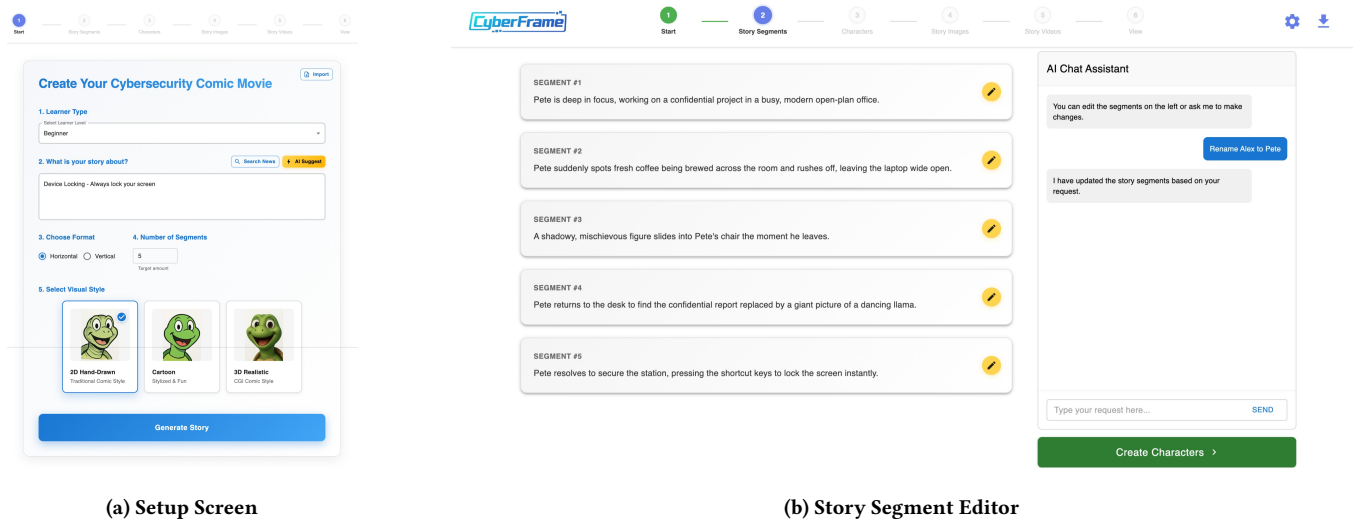 1
2
3
4
5
6
Start
Story Segments
Characters
Story Images
Story Videos
View
Import
Create Your Cybersecurity Comic Movie
1. Learner Type
Select Learner Level
Beginner
2. What is your story about?
Search News
AI Suggest
Device Locking - Always lock your screen
3. Choose Format
4. Number of Segments
Horizontal
Vertical
5
Target amount
5. Select Visual Style
2D Hand-Drawn
Traditional Comic Style
Cartoon
Stylized & Fun
3D Realistic
CGI Comic Style
Generate Story
(a) Setup Screen
CyberFrame
1
2
3
4
5
6
Start
Story Segments
Characters
Story Images
Story Videos
View
SEGMENT #1
Pete is deep in focus, working on a confidential project in a busy, modern open-plan office.
SEGMENT #2
Pete suddenly spots fresh coffee being brewed across the room and rushes off, leaving the laptop wide open.
SEGMENT #3
A shadowy, mischievous figure slides into Pete's chair the moment he leaves.
SEGMENT #4
Pete returns to the desk to find the confidential report replaced by a giant picture of a dancing llama.
SEGMENT #5
Pete resolves to secure the station, pressing the shortcut keys to lock the screen instantly.
AI Chat Assistant
You can edit the segments on the left or ask me to make
changes.
Rename Alex to Pete
I have updated the story segments based on your
request.
Type your request here...
SEND
Create Characters >
(b) Story Segment Editor